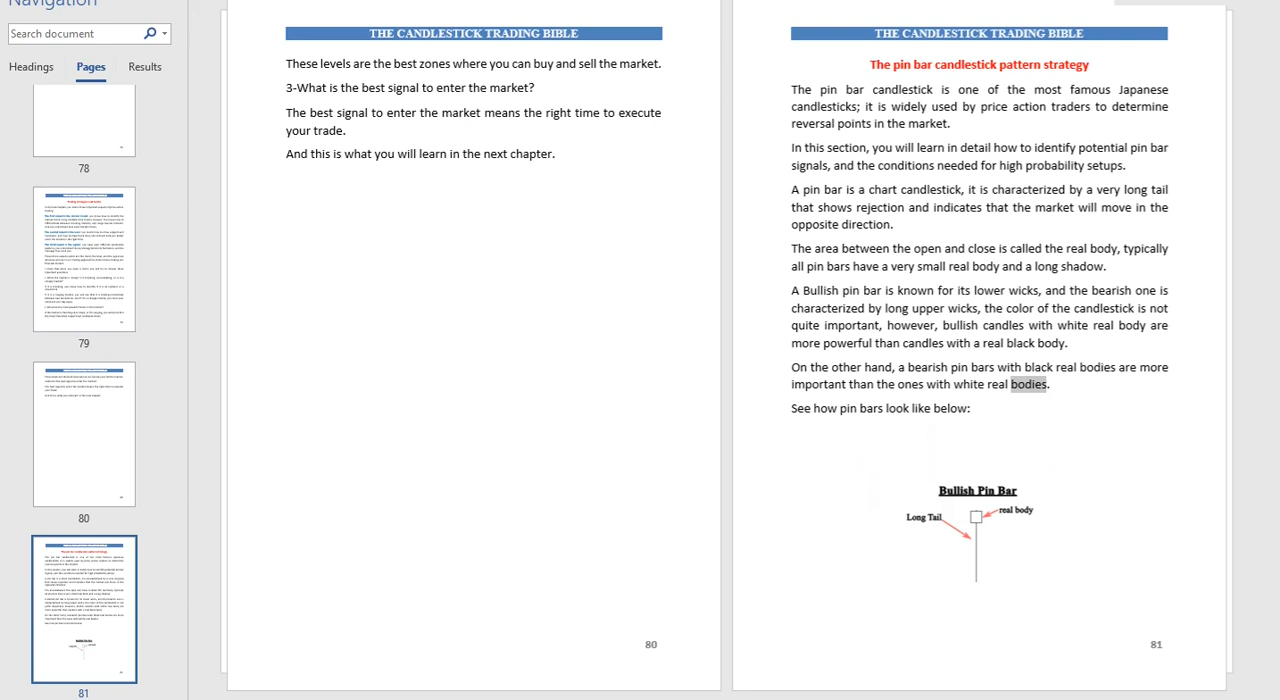 Navigation
Search document
Headings Pages Results
78
79
80
81
THE CANDLESTICK TRADING BIBLE
These levels are the best zones where you can buy and sell the market.
3-What is the best signal to enter the market?
The best signal to enter the market means the right time to execute
your trade.
And this is what you will learn in the next chapter.
80
THE CANDLESTICK TRADING BIBLE
The pin bar candlestick pattern strategy
The pin bar candlestick is one of the most famous Japanese
candlesticks; it is widely used by price action traders to determine
reversal points in the market.
In this section, you will learn in detail how to identify potential pin bar
signals, and the conditions needed for high probability setups.
A pin bar is a chart candlestick, it is characterized by a very long tail
that shows rejection and indicates that the market will move in the
opposite direction.
The area between the open and close is called the real body, typically
all pin bars have a very small real body and a long shadow.
A Bullish pin bar is known for its lower wicks, and the bearish one is
characterized by long upper wicks, the color of the candlestick is not
quite important, however, bullish candles with white real body are
more powerful than candles with a real black body.
On the other hand, a bearish pin bars with black real bodies are more
important than the ones with white real bodies.
See how pin bars look like below:
Bullish Pin Bar
real body
Long Tail
81